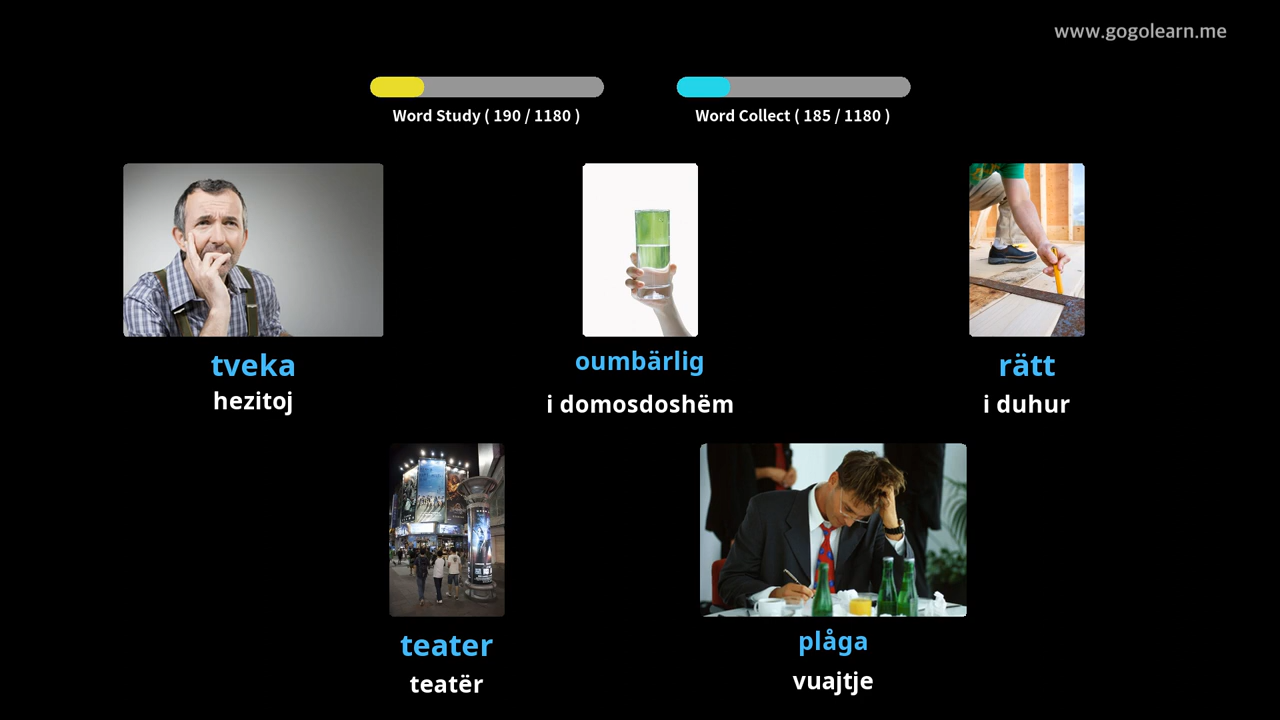 www.gogolearn.me
Word Study ( 190 / 1180 )
Word Collect ( 185 / 1180 )
tveka
hezitoj
oumbärlig
i domosdoshëm
rätt
i duhur
teater
teatër
plåga
vuajtje